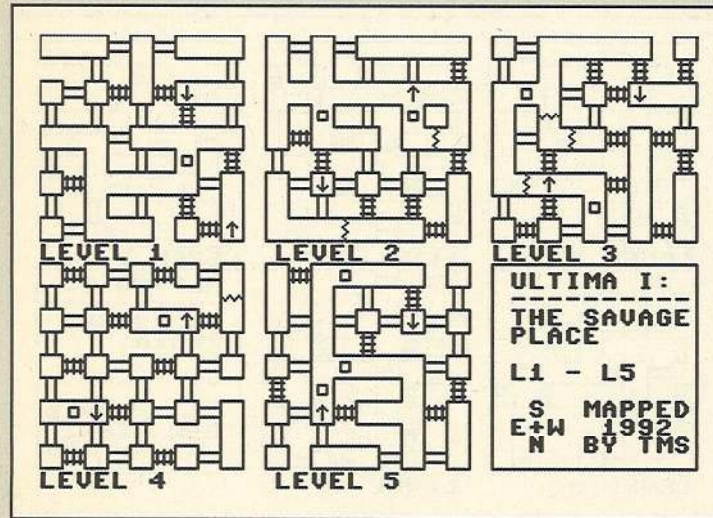 LEVEL 1
LEVEL 2
LEVEL 3
LEVEL 4
LEVEL 5
ULTIMA I:
THE SAVAGE
PLACE
L1 - L5
S MAPPED
E+W 1992
N BY TMS